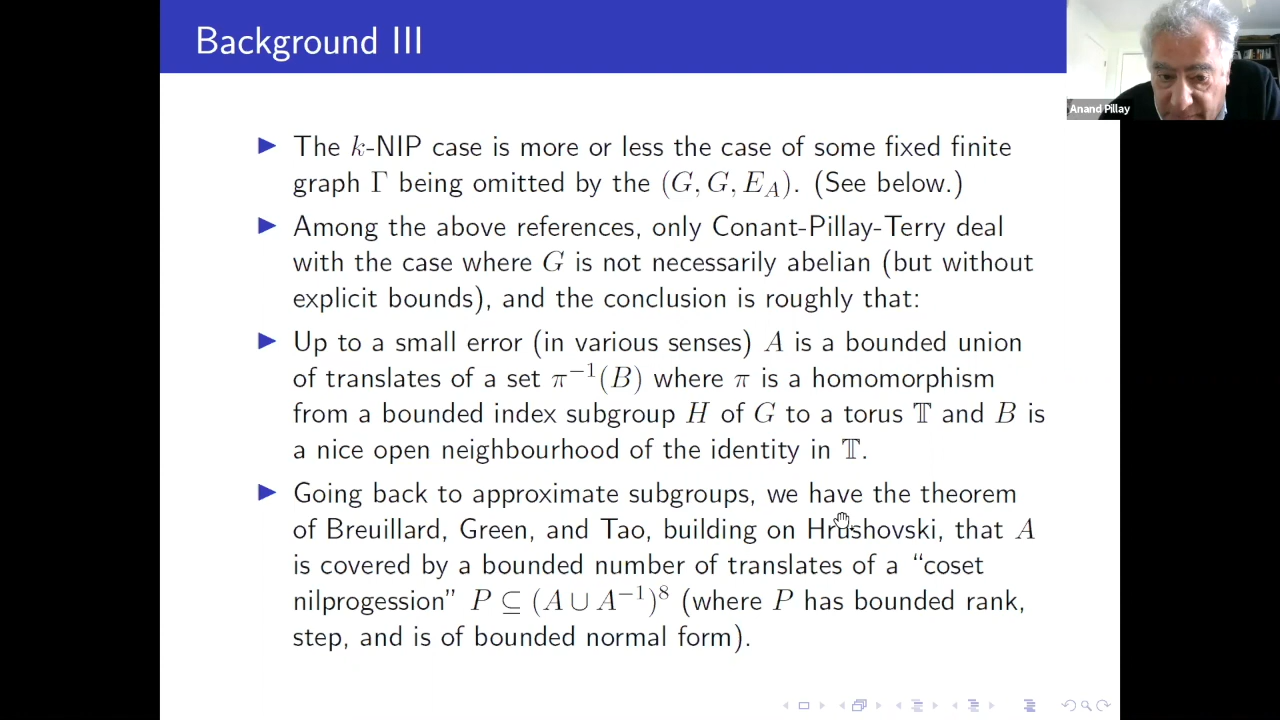 Background III
Anand Pillay
▶ The k-NIP case is more or less the case of some fixed finite
graph Γ being omitted by the (G, G, E_A). (See below.)
▶ Among the above references, only Conant-Pillay-Terry deal
with the case where G is not necessarily abelian (but without
explicit bounds), and the conclusion is roughly that:
▶ Up to a small error (in various senses) A is a bounded union
of translates of a set π⁻¹(B) where π is a homomorphism
from a bounded index subgroup H of G to a torus 𝕋 and B is
a nice open neighbourhood of the identity in 𝕋.
▶ Going back to approximate subgroups, we have the theorem
of Breuillard, Green, and Tao, building on Hrushovski, that A
is covered by a bounded number of translates of a “coset
nilprogession” P ⊆ (A ∪ A⁻¹)⁸ (where P has bounded rank,
step, and is of bounded normal form).